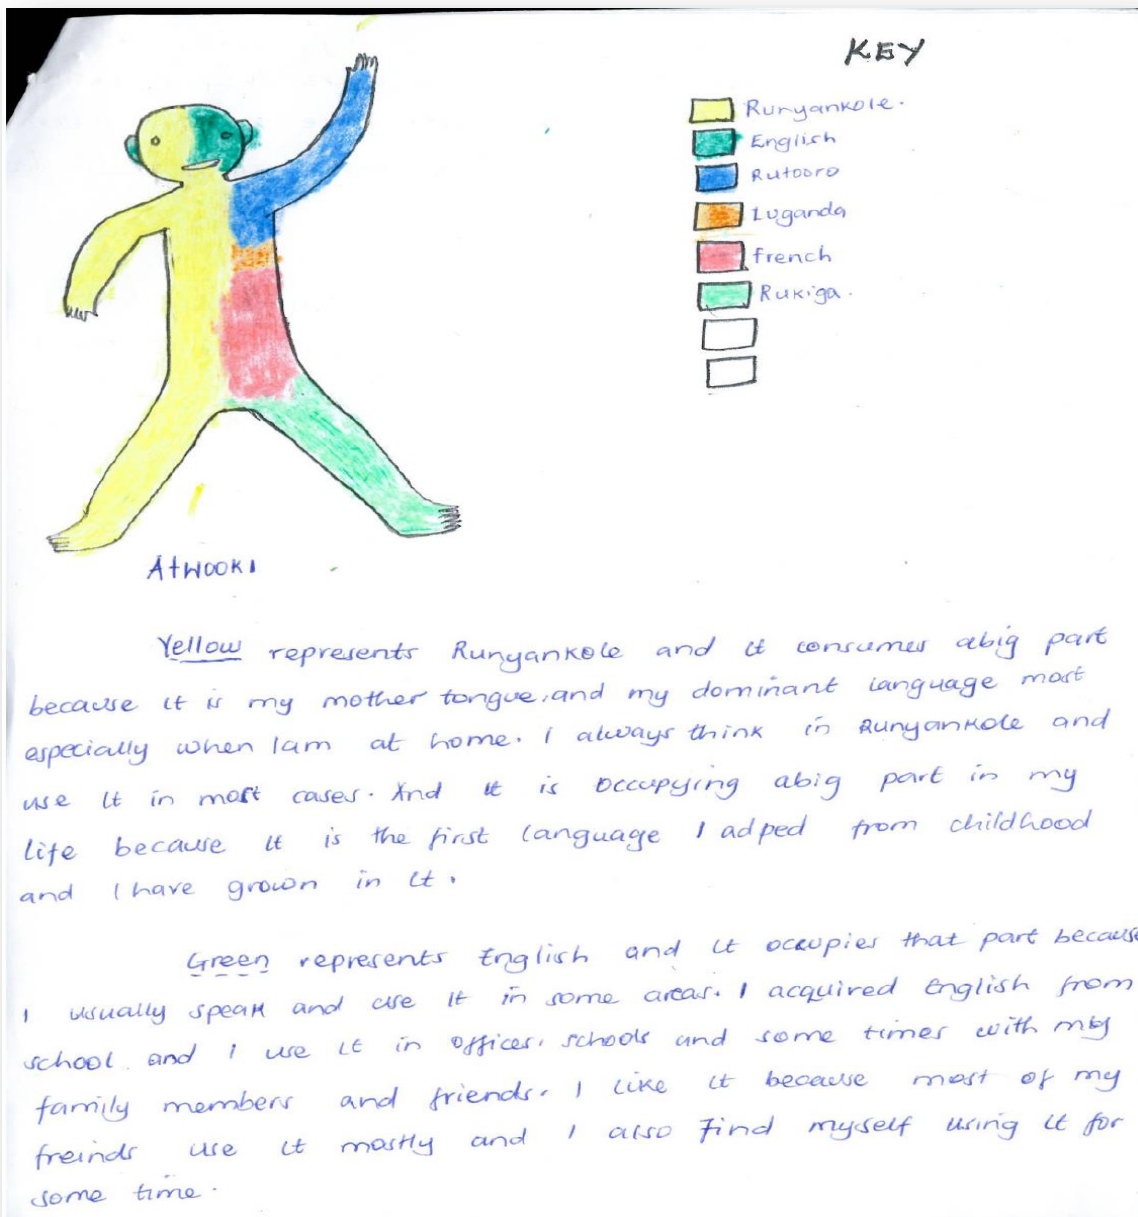 KEY
Runyankole.
English
Rutooro
Luganda
french
Rukiga.
Atwooki
Yellow represents Runyankole and it consumes abig part
because it is my mother tongue, and my dominant language most
especially when Iam at home. I always think in Runyankole and
use it in most cases. And it is occupying abig part in my
life because it is the first language I adped from childhood
and I have grown in it.
Green represents English and it occupies that part because
I usually speak and use it in some areas. I acquired English from
school and I use it in offices, schools and some times with my
family members and friends. I like it because most of my
freinds use it mostly and I also find myself using it for
some time.